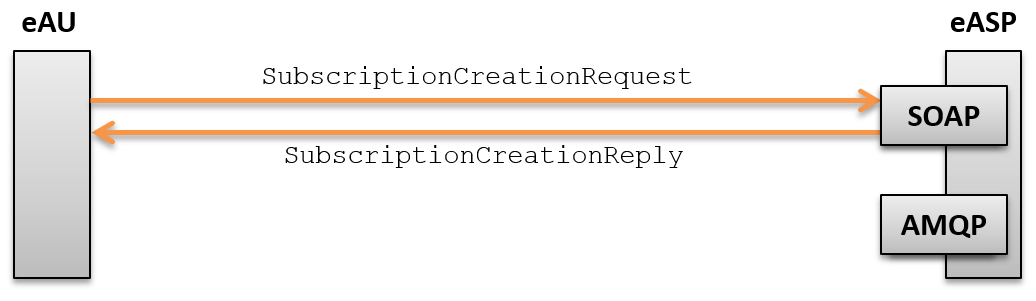 eAU
eASP
SubscriptionCreationRequest
SOAP
SubscriptionCreationReply
AMQP